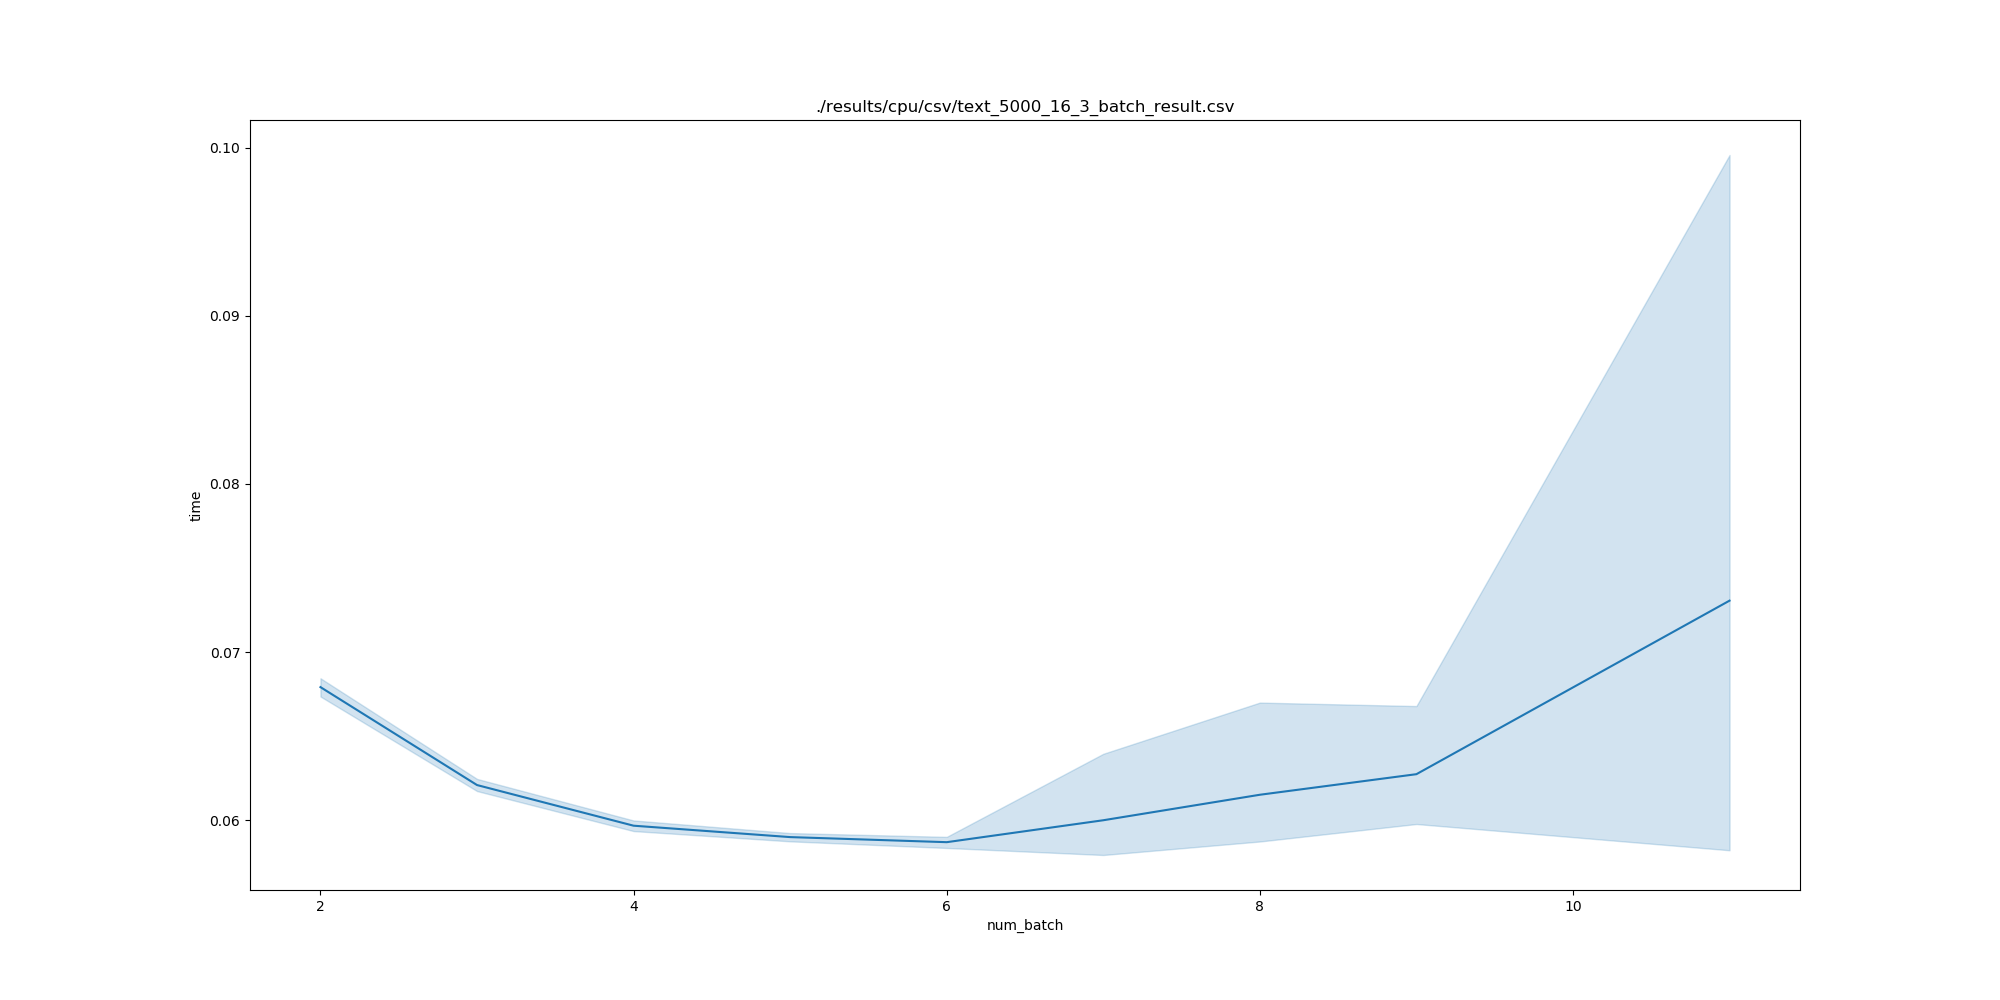 ./results/cpu/csv/text_5000_16_3_batch_result.csv
0.10
0.09
0.08
0.07
0.06
time
2 4 6 8 10
num_batch